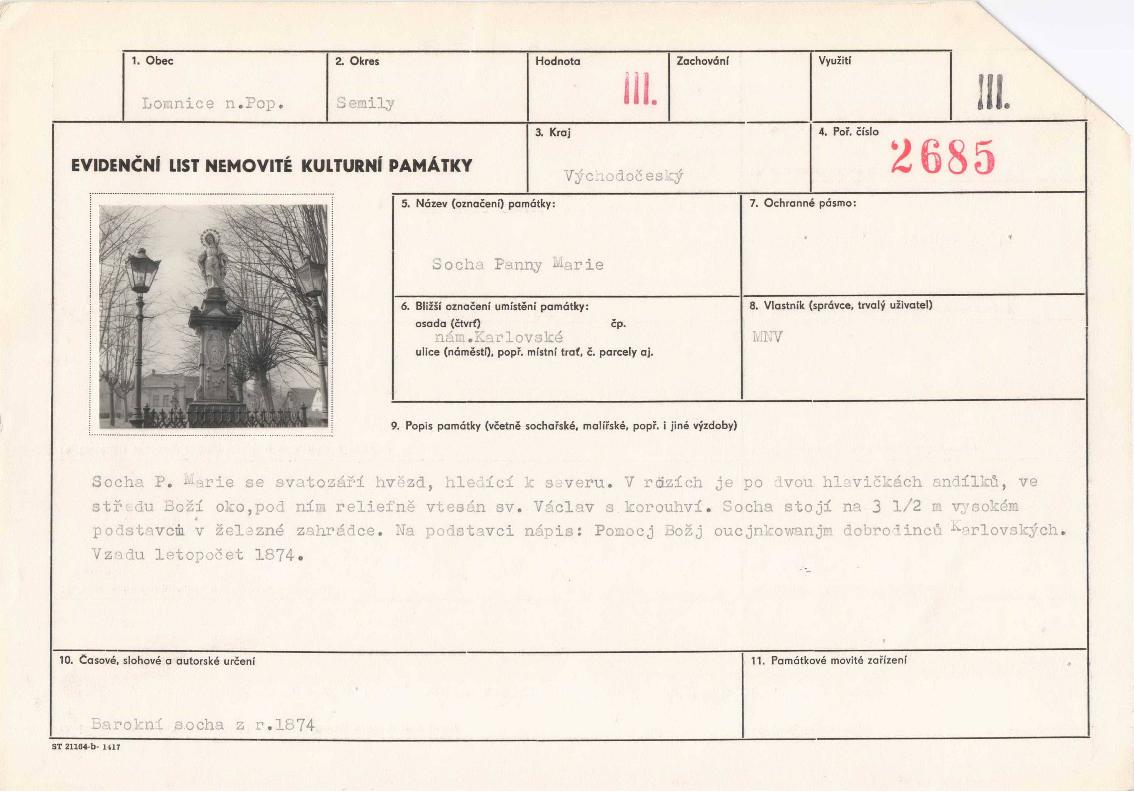 1. Obec
Lomnice n.Pop.
2. Okres
Semily
Hodnota
III.
Zachování
Využití
III.
EVIDENČNÍ LIST NEMOVITÉ KULTURNÍ PAMÁTKY
3. Kraj
Východočeský
4. Poř. číslo
2685
5. Název (označení) památky:
Socha Panny Marie
7. Ochranné pásmo:
6. Bližší označení umístění památky:
osada (čtvrť) čp.
nám.Karlovské
ulice (náměstí), popř. místní trať, č. parcely aj.
8. Vlastník (správce, trvalý uživatel)
MNV
9. Popis památky (včetně sochařské, malířské, popř. i jiné výzdoby)
Socha P. Marie se svatozáří hvězd, hledící k severu. V rozích je po dvou hlavičkách andílků, ve
středu Boží oko,pod ním reliefně vtesán sv. Václav s korouhví. Socha stojí na 3 1/2 m vysokém
podstavci v železné zahrádce. Na podstavci nápis: Pomocj Božj oucjnkowanjm dobrodinců Karlovských.
Vzadu letopočet 1874.
10. Časové, slohové a autorské určení
Barokní socha z r.1874
11. Památkové movité zařízení
ST 21104-b- 1417